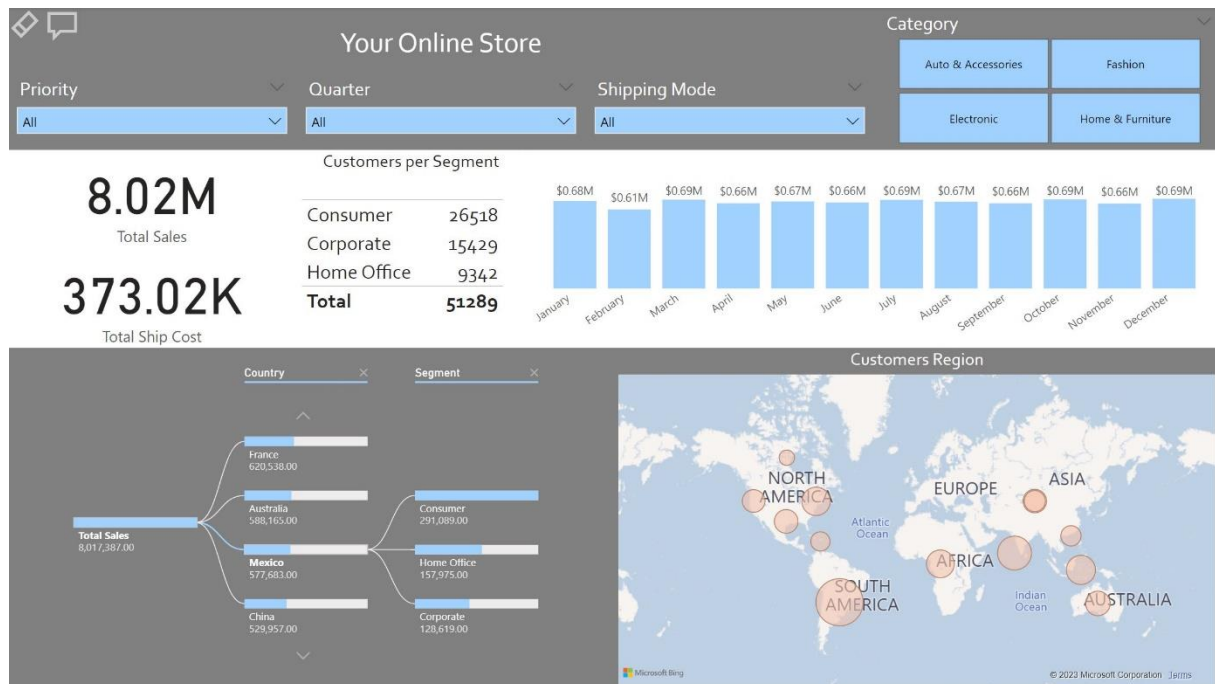 Your Online Store
Category
Auto & Accessories
Fashion
Electronic
Home & Furniture
Priority
Quarter
Shipping Mode
All
All
All
8.02M
Total Sales
373.02K
Total Ship Cost
Customers per Segment
Consumer 26518
Corporate 15429
Home Office 9342
Total 51289
$0.68M $0.61M $0.69M $0.66M $0.67M $0.66M $0.69M $0.67M $0.66M $0.69M $0.66M $0.69M
January February March April May June July August September October November December
Country
Segment
Total Sales
8,017,387.00
France
620,538.00
Australia
588,165.00
Mexico
577,683.00
China
529,957.00
Consumer
291,089.00
Home Office
157,975.00
Corporate
128,619.00
Customers Region
NORTH
AMERICA
EUROPE
ASIA
Atlantic
Ocean
AFRICA
SOUTH
AMERICA
Indian
Ocean
AUSTRALIA
Microsoft Bing
© 2023 Microsoft Corporation Terms